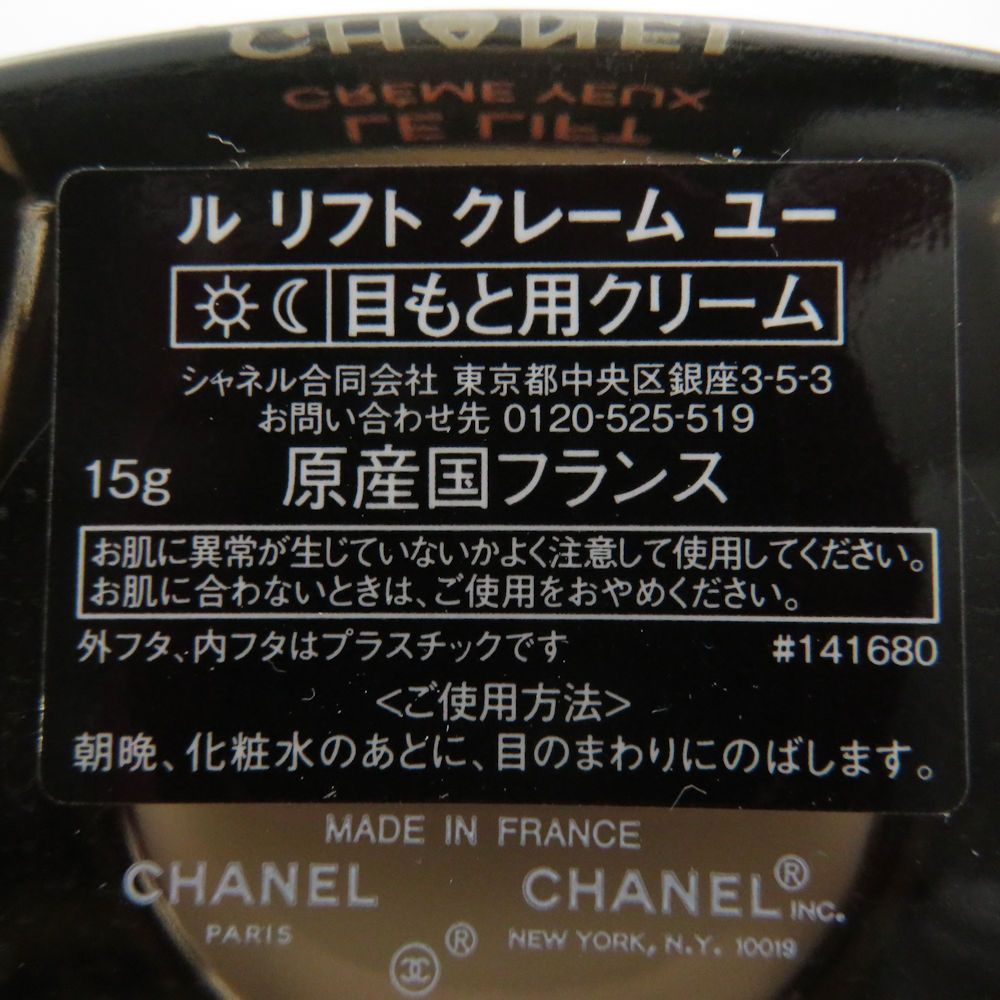 CHANEL
CRÈME YEUX
LE LIFT
ル リフト クレーム ユー
目もと用クリーム
シャネル合同会社 東京都中央区銀座3-5-3
お問い合わせ先 0120-525-519
15g 原産国フランス
お肌に異常が生じていないかよく注意して使用してください。
お肌に合わないときは、ご使用をおやめください。
外フタ、内フタはプラスチックです #141680
<ご使用方法>
朝晩、化粧水のあとに、目のまわりにのばします。
MADE IN FRANCE
CHANEL CHANEL® INC.
PARIS ® NEW YORK, N.Y. 10019